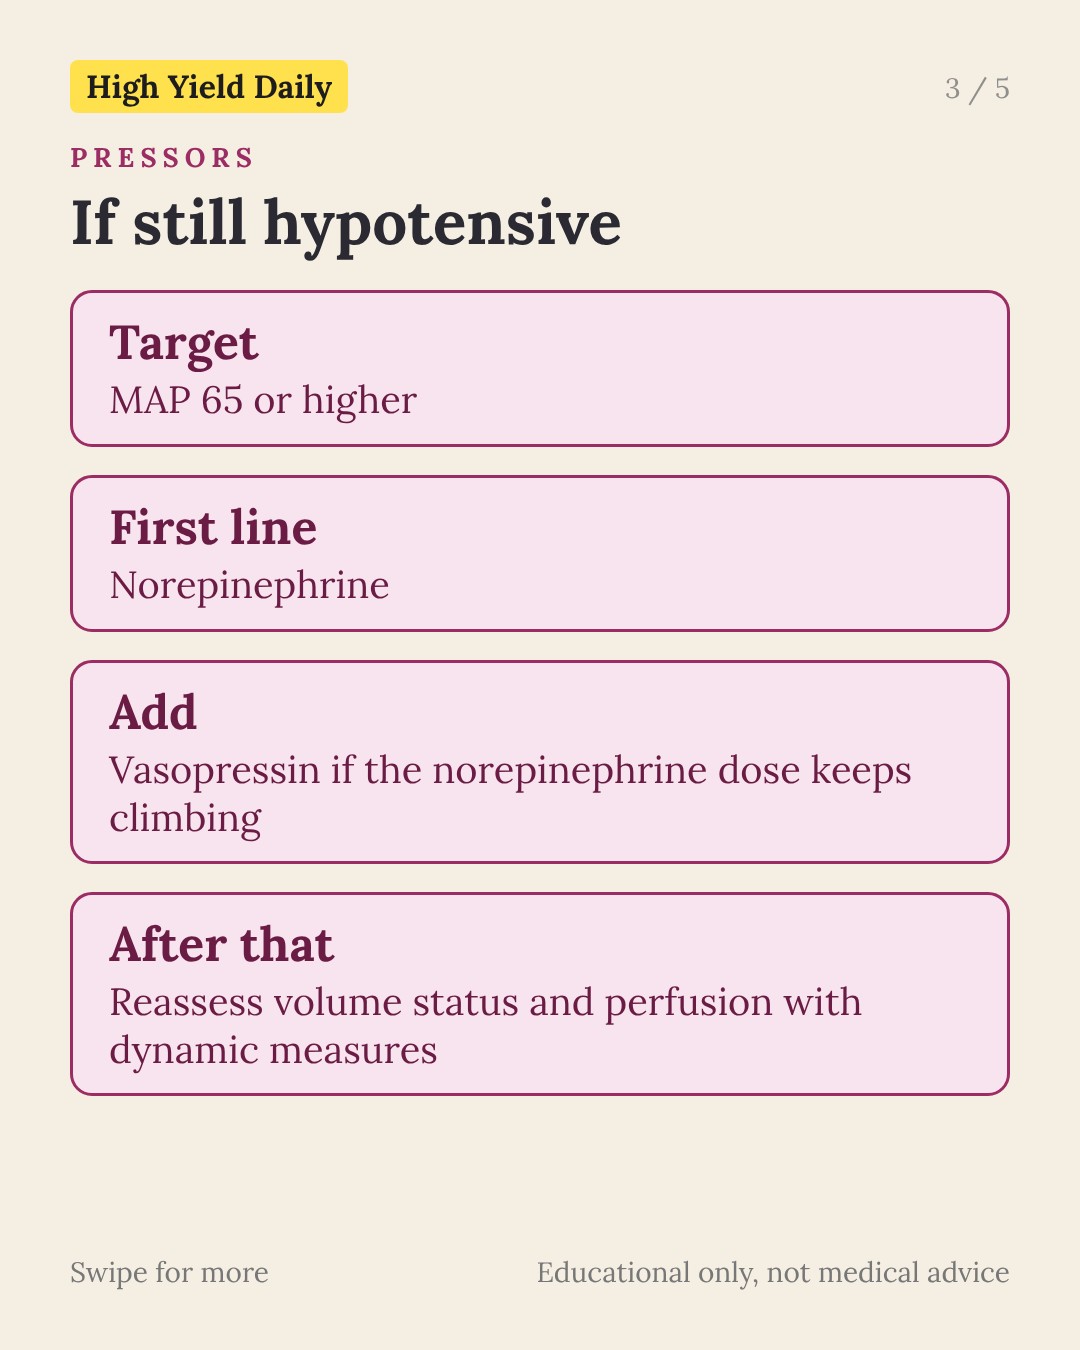 High Yield Daily
3 / 5
PRESSORS
If still hypotensive
Target
MAP 65 or higher
First line
Norepinephrine
Add
Vasopressin if the norepinephrine dose keeps
climbing
After that
Reassess volume status and perfusion with
dynamic measures
Swipe for more
Educational only, not medical advice